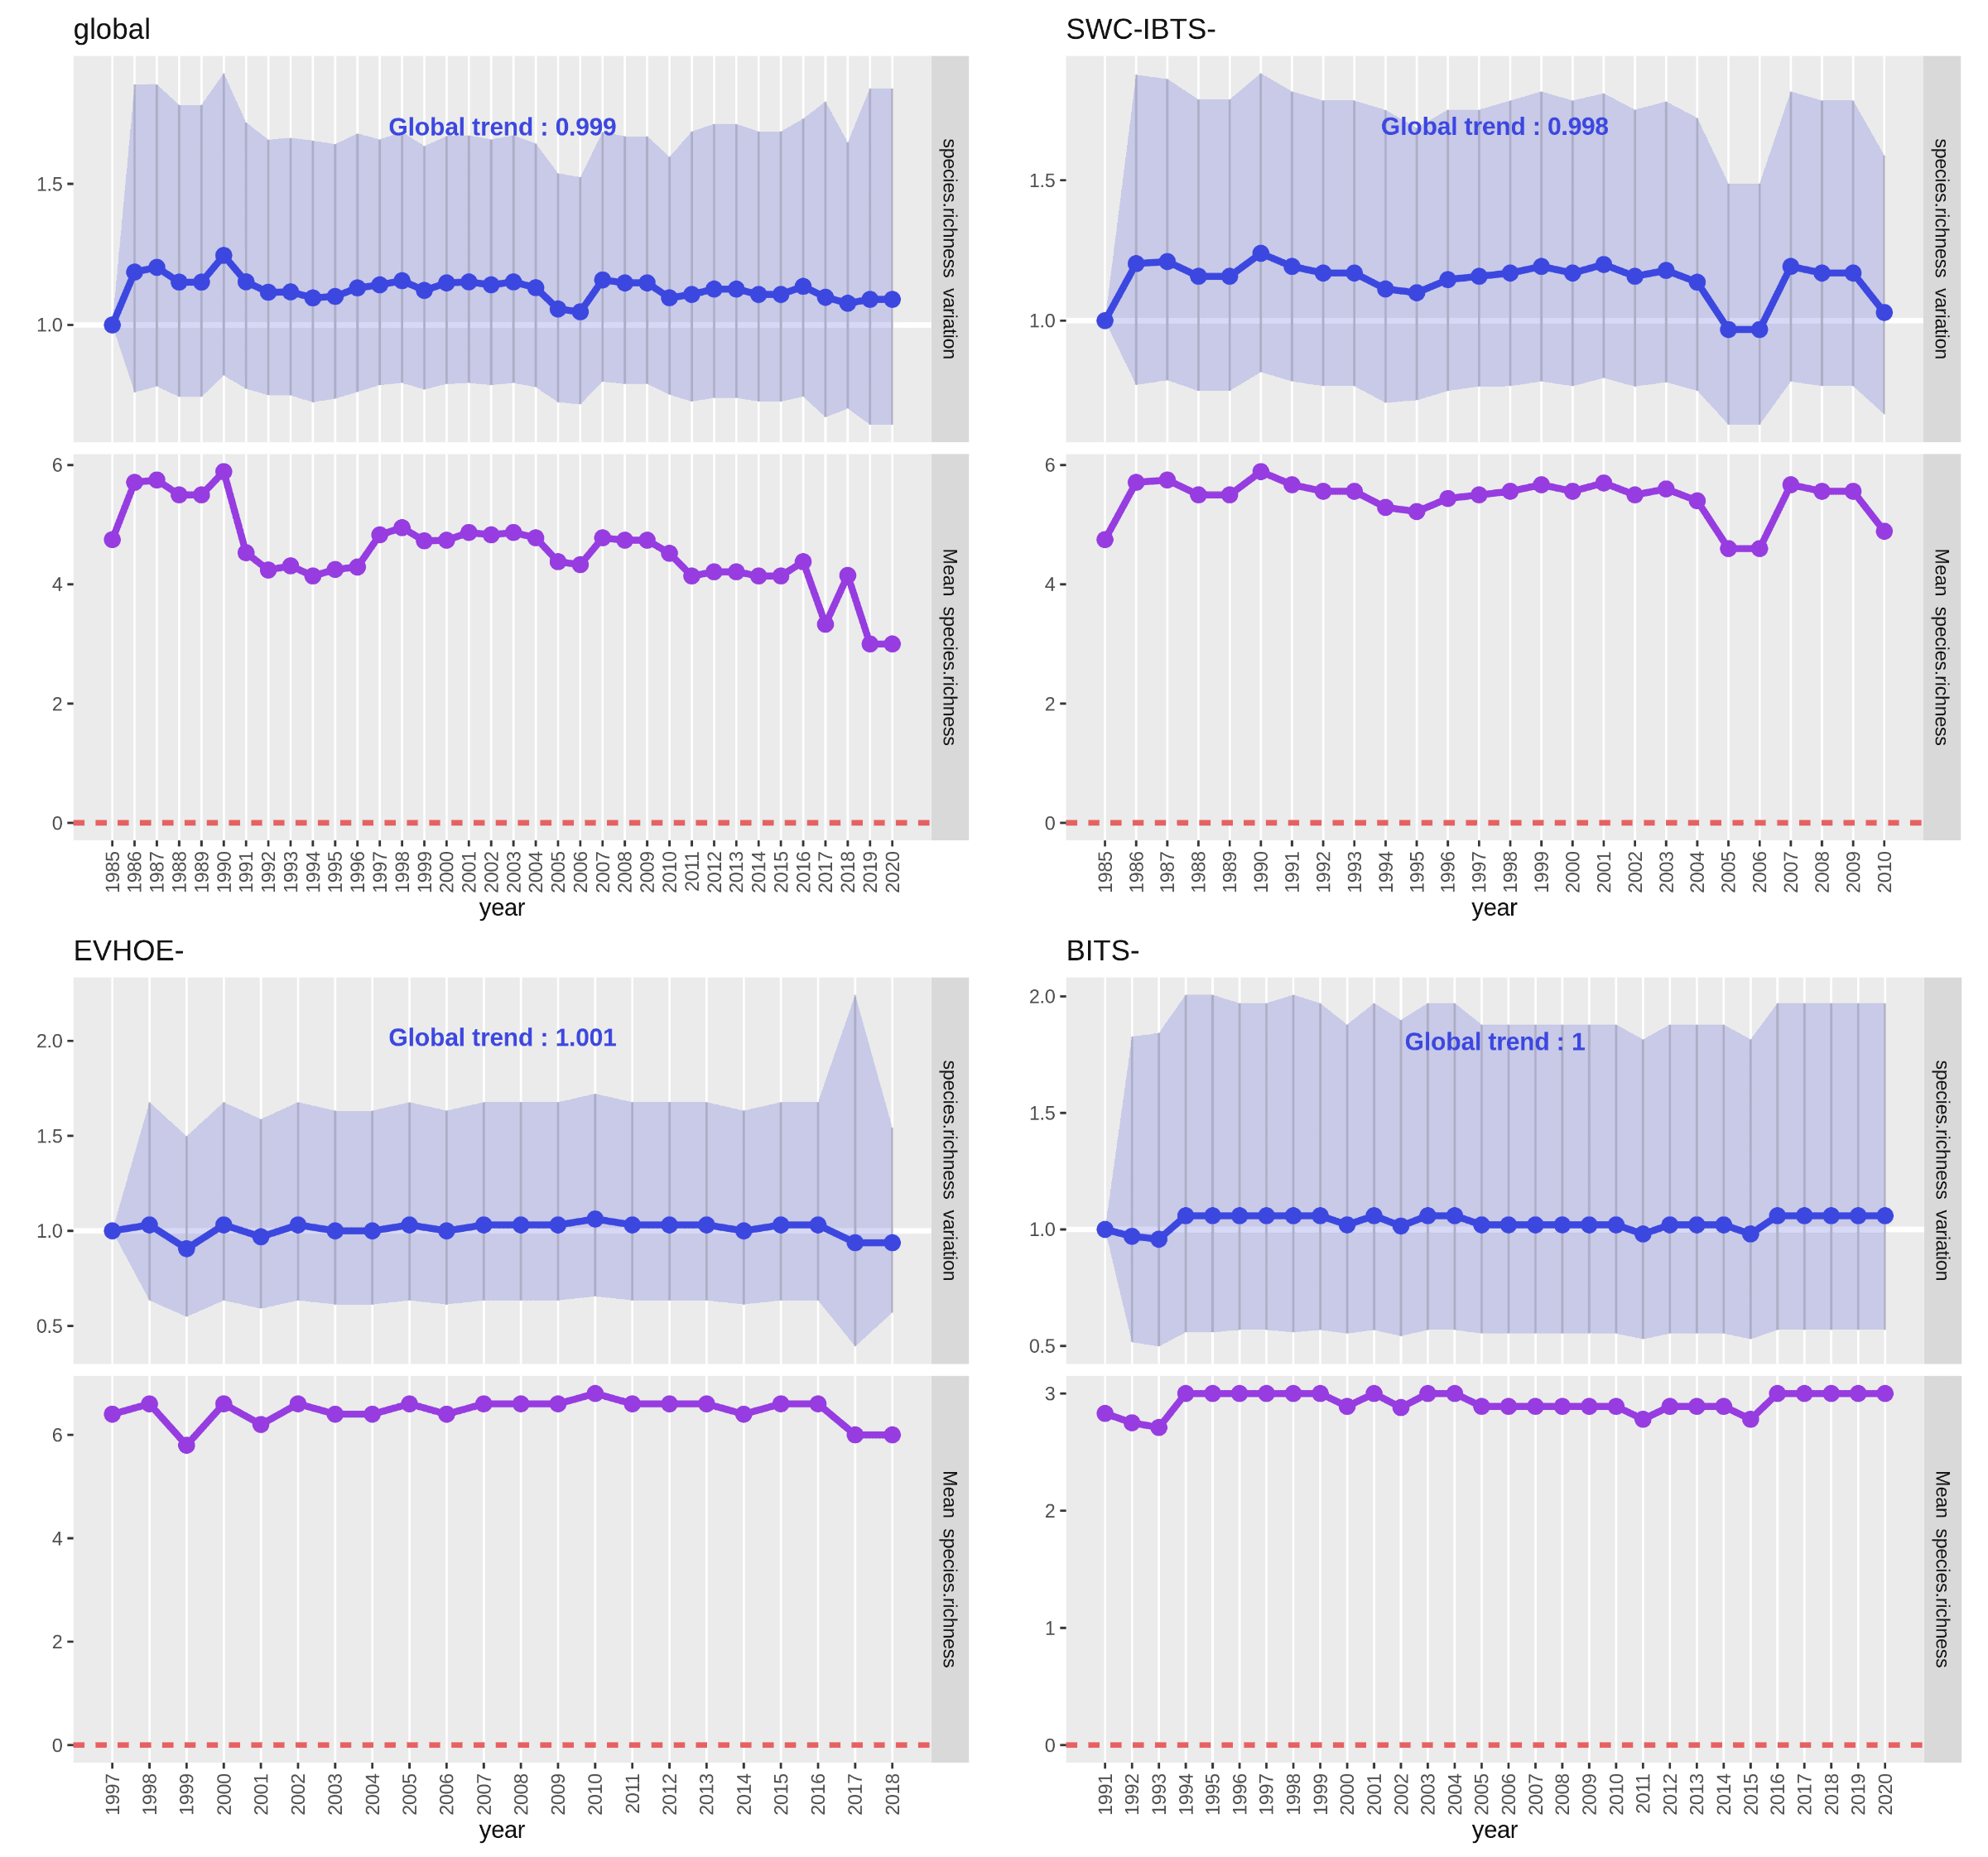 global
Global trend : 0.999
1.5
1.0
species.richness variation
6
4
2
0
Mean species.richness
1985 1986 1987 1988 1989 1990 1991 1992 1993 1994 1995 1996 1997 1998 1999 2000 2001 2002 2003 2004 2005 2006 2007 2008 2009 2010 2011 2012 2013 2014 2015 2016 2017 2018 2019 2020
year
SWC-IBTS-
Global trend : 0.998
1.5
1.0
species.richness variation
6
4
2
0
Mean species.richness
1985 1986 1987 1988 1989 1990 1991 1992 1993 1994 1995 1996 1997 1998 1999 2000 2001 2002 2003 2004 2005 2006 2007 2008 2009 2010
year
EVHOE-
Global trend : 1.001
2.0
1.5
1.0
0.5
species.richness variation
6
4
2
0
Mean species.richness
1997 1998 1999 2000 2001 2002 2003 2004 2005 2006 2007 2008 2009 2010 2011 2012 2013 2014 2015 2016 2017 2018
year
BITS-
Global trend : 1
2.0
1.5
1.0
0.5
species.richness variation
3
2
1
0
Mean species.richness
1991 1992 1993 1994 1995 1996 1997 1998 1999 2000 2001 2002 2003 2004 2005 2006 2007 2008 2009 2010 2011 2012 2013 2014 2015 2016 2017 2018 2019 2020
year